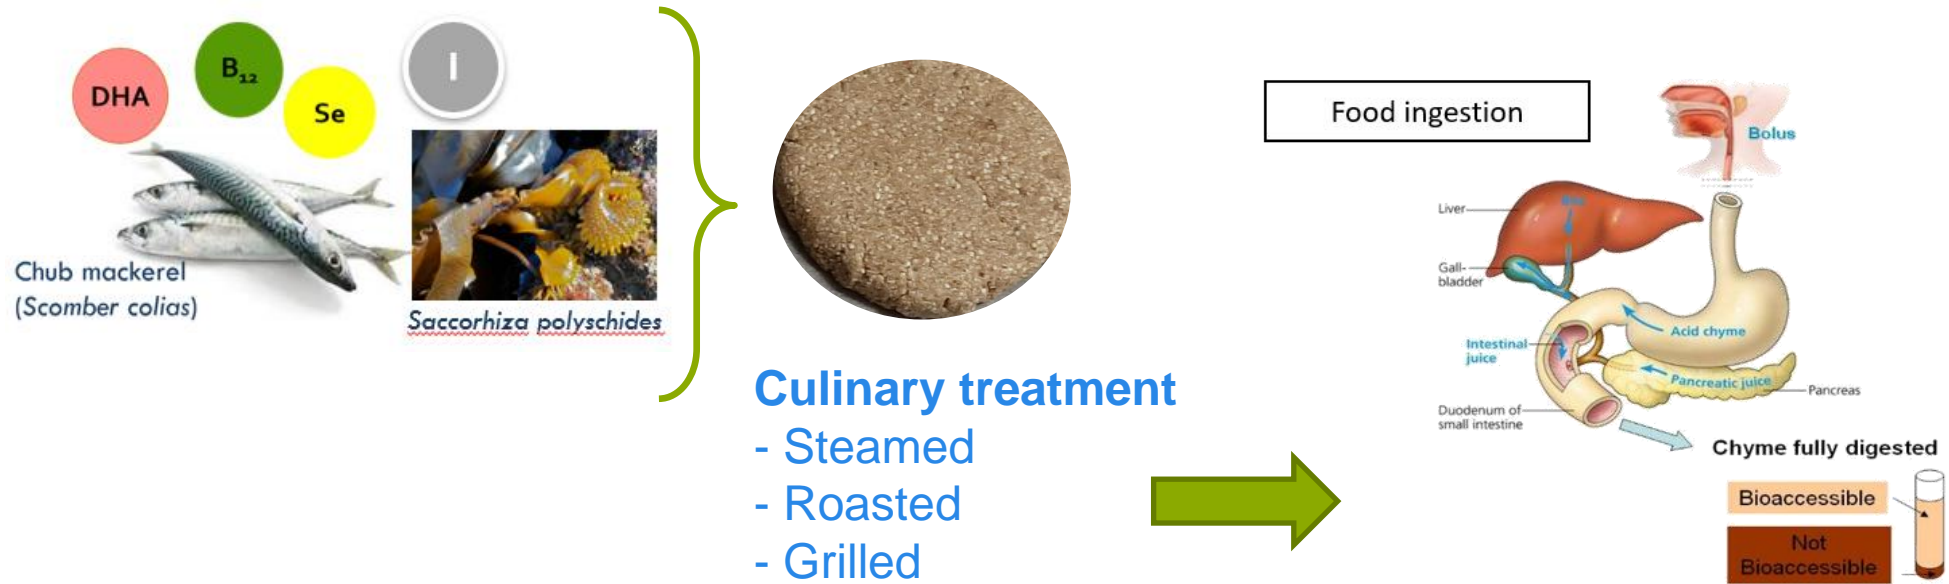 DHA
B₁₂
Se
I
Chub mackerel
(Scomber colias)
Saccorhiza polyschides
Culinary treatment
- Steamed
- Roasted
- Grilled
Food ingestion
Bolus
Liver
Bile
Gall-
bladder
Acid chyme
Intestinal
juice
Pancreatic juice
Pancreas
Duodenum of
small intestine
Chyme fully digested
Bioaccessible
Not
Bioaccessible